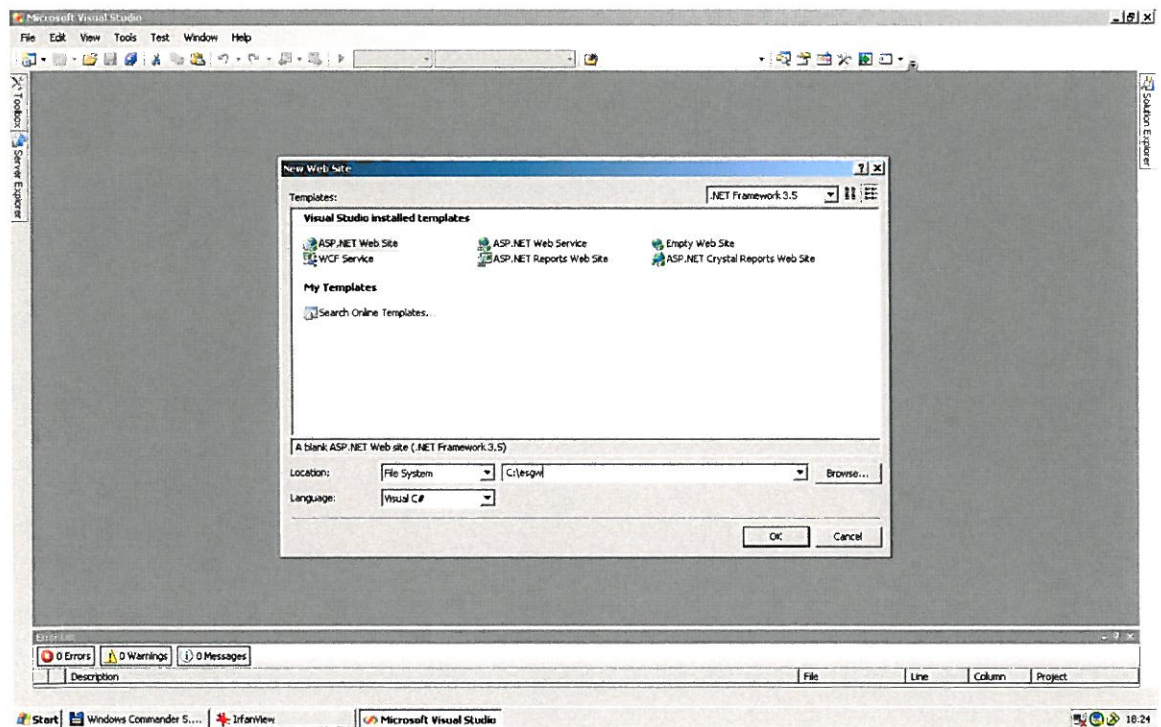 Microsoft Visual Studio
File Edit View Tools Test Window Help
Toolbox
Server Explorer
Solution Explorer
New Web Site
Templates:
.NET Framework 3.5
Visual Studio installed templates
ASP.NET Web Site
ASP.NET Web Service
Empty Web Site
WCF Service
ASP.NET Reports Web Site
ASP.NET Crystal Reports Web Site
My Templates
Search Online Templates...
A blank ASP.NET Web site (.NET Framework 3.5)
Location: File System C:\esgw Browse...
Language: Visual C#
OK Cancel
Error List
0 Errors 0 Warnings 0 Messages
Description File Line Column Project
Start Windows Commander 5.... IrfanView Microsoft Visual Studio 18:24